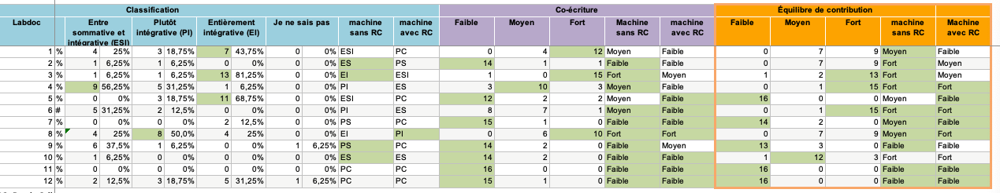 Classification Co-écriture Équilibre de contribution
Labdoc Entre sommative et intégrative (ESI) Plutôt intégrative (PI) Entièrement intégrative (EI) Je ne sais pas machine sans RC machine avec RC Faible Moyen Fort Machine sans RC machine avec RC Faible Moyen Fort machine sans RC Machine avec RC
1 % 4 25% 3 18,75% 7 43,75% 0 0% ESI PC 0 4 12 Moyen Faible 0 7 9 Moyen Faible
2 % 1 6,25% 1 6,25% 0 0% 0 0% ES PS 14 1 1 Faible Faible 0 7 9 Fort Moyen
3 % 1 6,25% 1 6,25% 13 81,25% 0 0% EI ESI 1 0 15 Fort Moyen 1 2 13 Fort Moyen
4 % 9 56,25% 5 31,25% 1 6,25% 0 0% PI ES 3 10 3 Moyen Faible 0 1 15 Fort Fort
5 % 0 0% 3 18,75% 11 68,75% 0 0% ESI PC 12 2 2 Moyen Faible 16 0 0 Moyen Faible
6 # 5 31,25% 2 12,5% 0 0% 0 0% PI ES 8 7 1 Moyen Faible 0 1 15 Fort Fort
7 % 0 0% 0 0% 2 12,5% 0 0% PS PC 15 1 0 Faible Faible 14 2 0 Moyen Faible
8 % 4 25% 8 50,0% 4 25% 0 0% EI PI 0 6 10 Fort Fort 0 7 9 Moyen Fort
9 % 6 37,5% 1 6,25% 0 0% 1 6,25% PS PC 14 2 0 Faible Moyen 13 3 0 Faible Faible
10 % 1 6,25% 0 0% 0 0% 0 0% ES ES 14 2 0 Faible Faible 1 12 3 Fort Fort
11 % 0 0% 0 0% 0 0% 0 0% PC PC 16 0 0 Faible Faible 16 0 0 Faible Faible
12 % 2 12,5% 3 18,75% 5 31,25% 1 6,25% PC PC 15 1 0 Faible Faible 16 0 0 Faible Faible